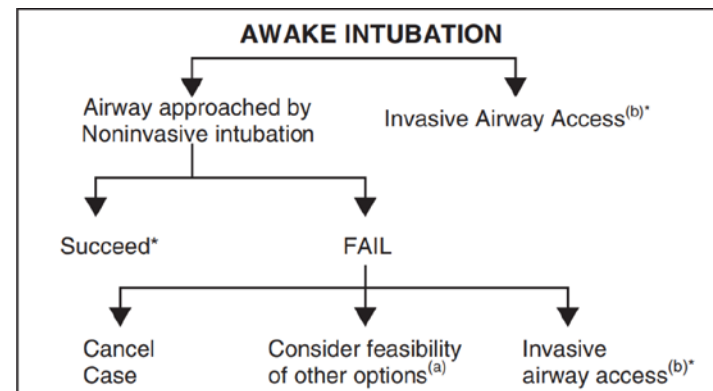 AWAKE INTUBATION
Airway approached by
Noninvasive intubation
Invasive Airway Access(b)*
Succeed*
FAIL
Cancel
Case
Consider feasibility
of other options(a)
Invasive
airway access(b)*